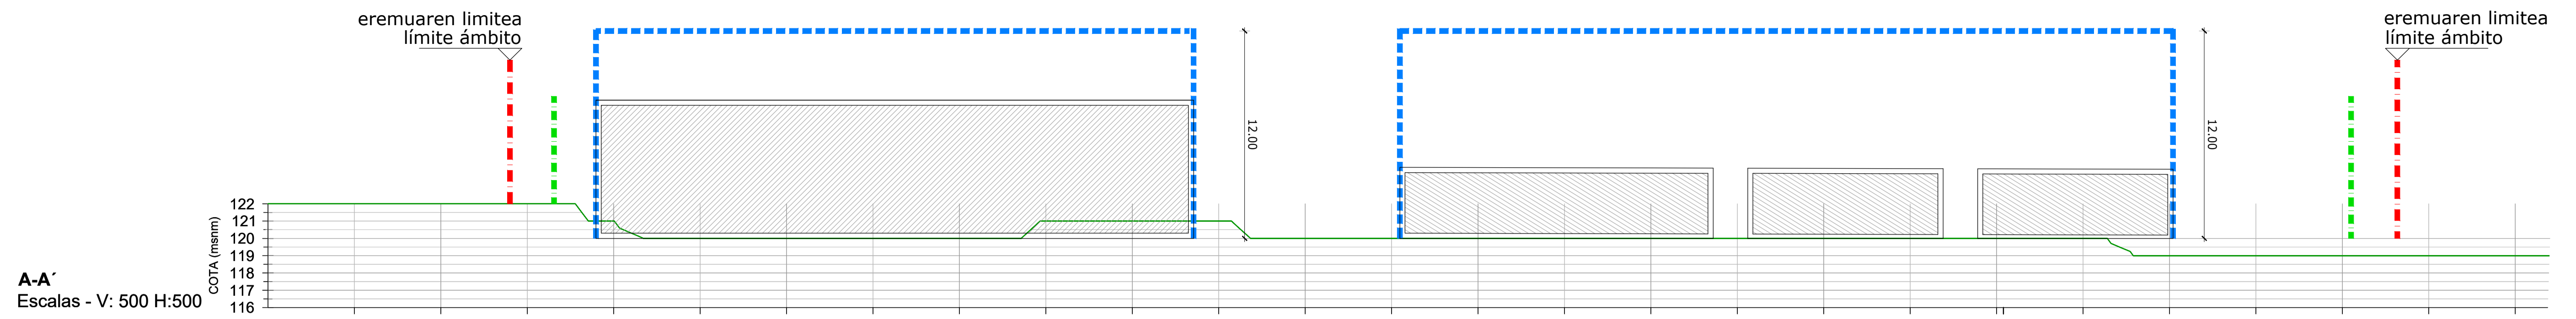 eremuaren limitea
límite ámbito
eremuaren limitea
límite ámbito
12.00
12.00
122
121
120
119
118
117
116
COTA (msnm)
A-A´
Escalas - V: 500 H:500